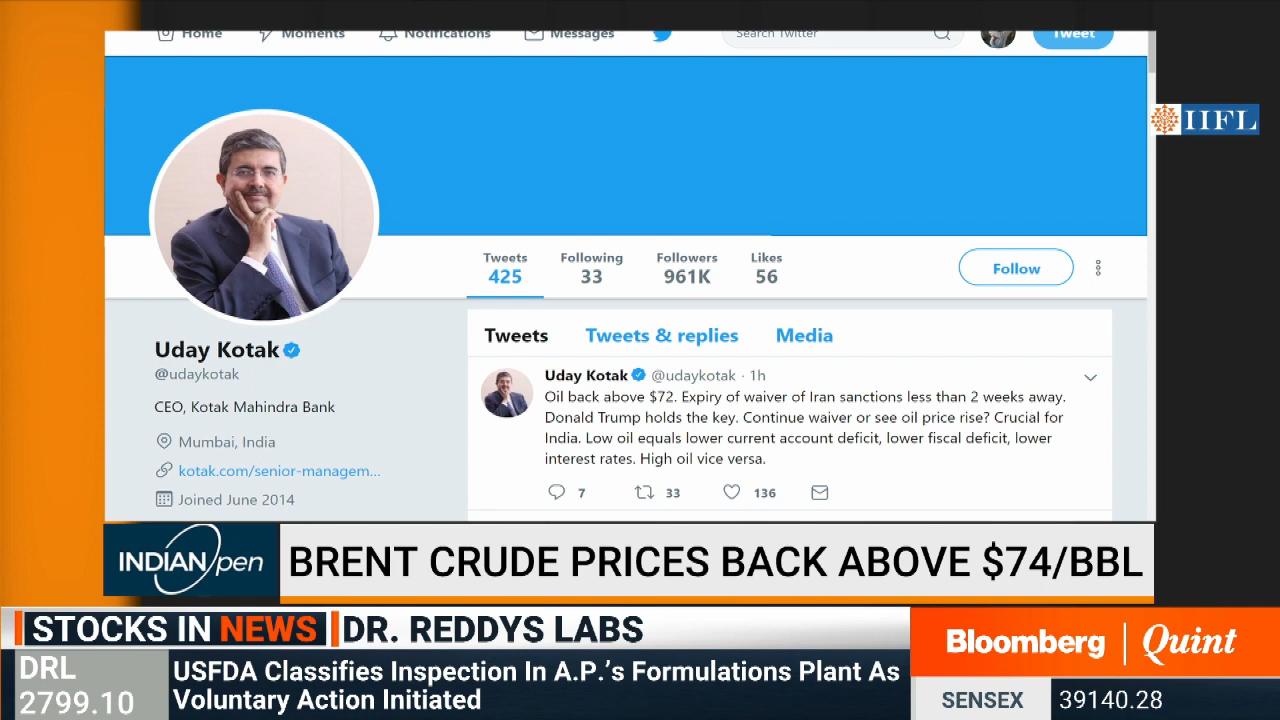 Home Moments Notifications Messages Search Twitter Tweet
IIFL
Tweets Following Followers Likes
425 33 961K 56
Follow
Uday Kotak
@udaykotak
CEO, Kotak Mahindra Bank
Mumbai, India
kotak.com/senior-managem...
Joined June 2014
Tweets Tweets & replies Media
Uday Kotak @udaykotak · 1h
Oil back above $72. Expiry of waiver of Iran sanctions less than 2 weeks away.
Donald Trump holds the key. Continue waiver or see oil price rise? Crucial for
India. Low oil equals lower current account deficit, lower fiscal deficit, lower
interest rates. High oil vice versa.
7 33 136
INDIAN Open
BRENT CRUDE PRICES BACK ABOVE $74/BBL
STOCKS IN NEWS DR. REDDYS LABS
DRL
2799.10
USFDA Classifies Inspection In A.P.'s Formulations Plant As
Voluntary Action Initiated
Bloomberg | Quint
SENSEX 39140.28